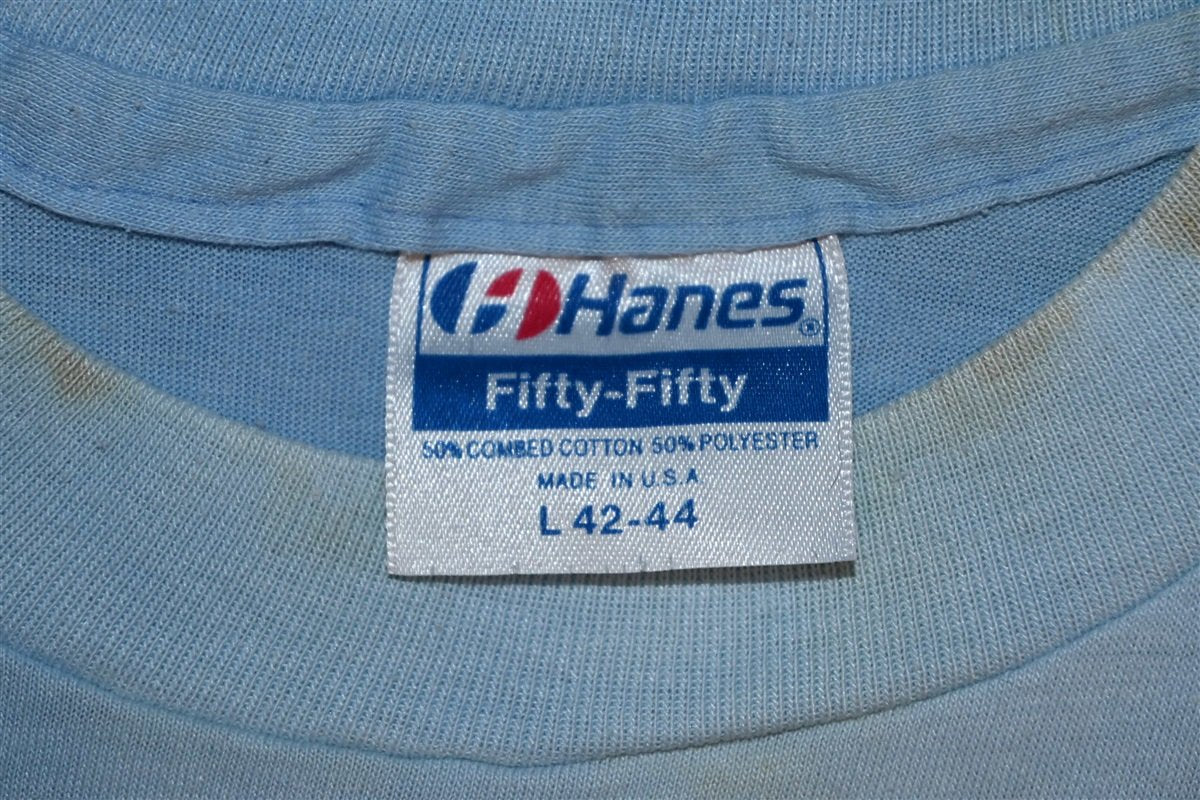 Hanes®
Fifty-Fifty
50% COMBED COTTON 50% POLYESTER
MADE IN U.S.A.
L 42-44